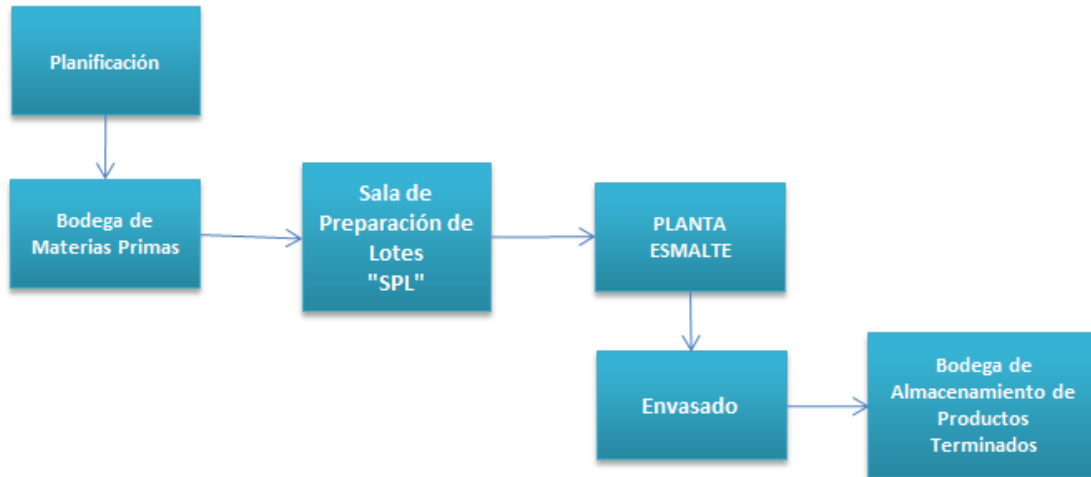 Planificación
Bodega de
Materias Primas
Sala de
Preparación de
Lotes
"SPL"
PLANTA
ESMALTE
Envasado
Bodega de
Almacenamiento de
Productos
Terminados